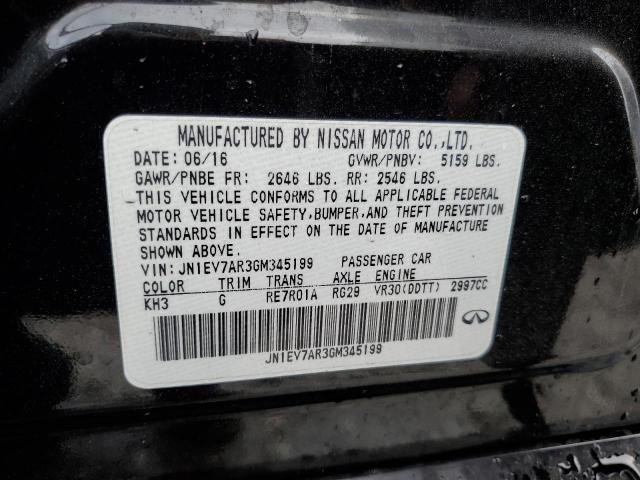 MANUFACTURED BY NISSAN MOTOR CO.,LTD.
DATE: 06/16 GVWR/PNBV: 5159 LBS.
GAWR/PNBE FR: 2646 LBS. RR: 2546 LBS.
THIS VEHICLE CONFORMS TO ALL APPLICABLE FEDERAL
MOTOR VEHICLE SAFETY,BUMPER,AND THEFT PREVENTION
STANDARDS IN EFFECT ON THE DATE OF MANUFACTURE
SHOWN ABOVE.
VIN: JN1EV7AR3GM345199 PASSENGER CAR
COLOR TRIM TRANS AXLE ENGINE
KH3 G RE7R01A RG29 VR30(DDTT) 2997CC
JN1EV7AR3GM345199